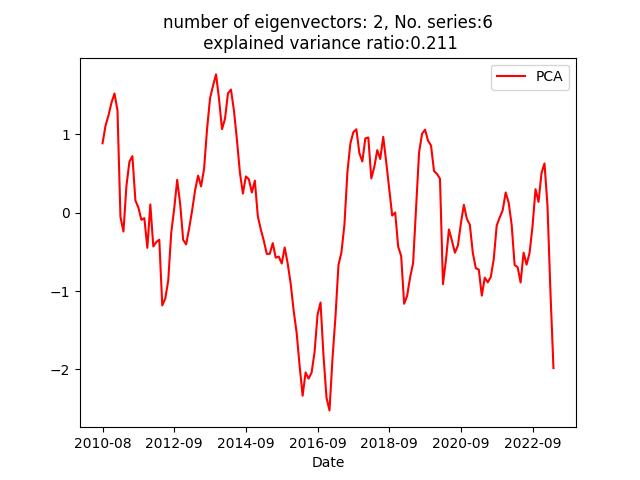 number of eigenvectors: 2, No. series:6
explained variance ratio:0.211
PCA
1
0
−1
−2
2010-08 2012-09 2014-09 2016-09 2018-09 2020-09 2022-09
Date